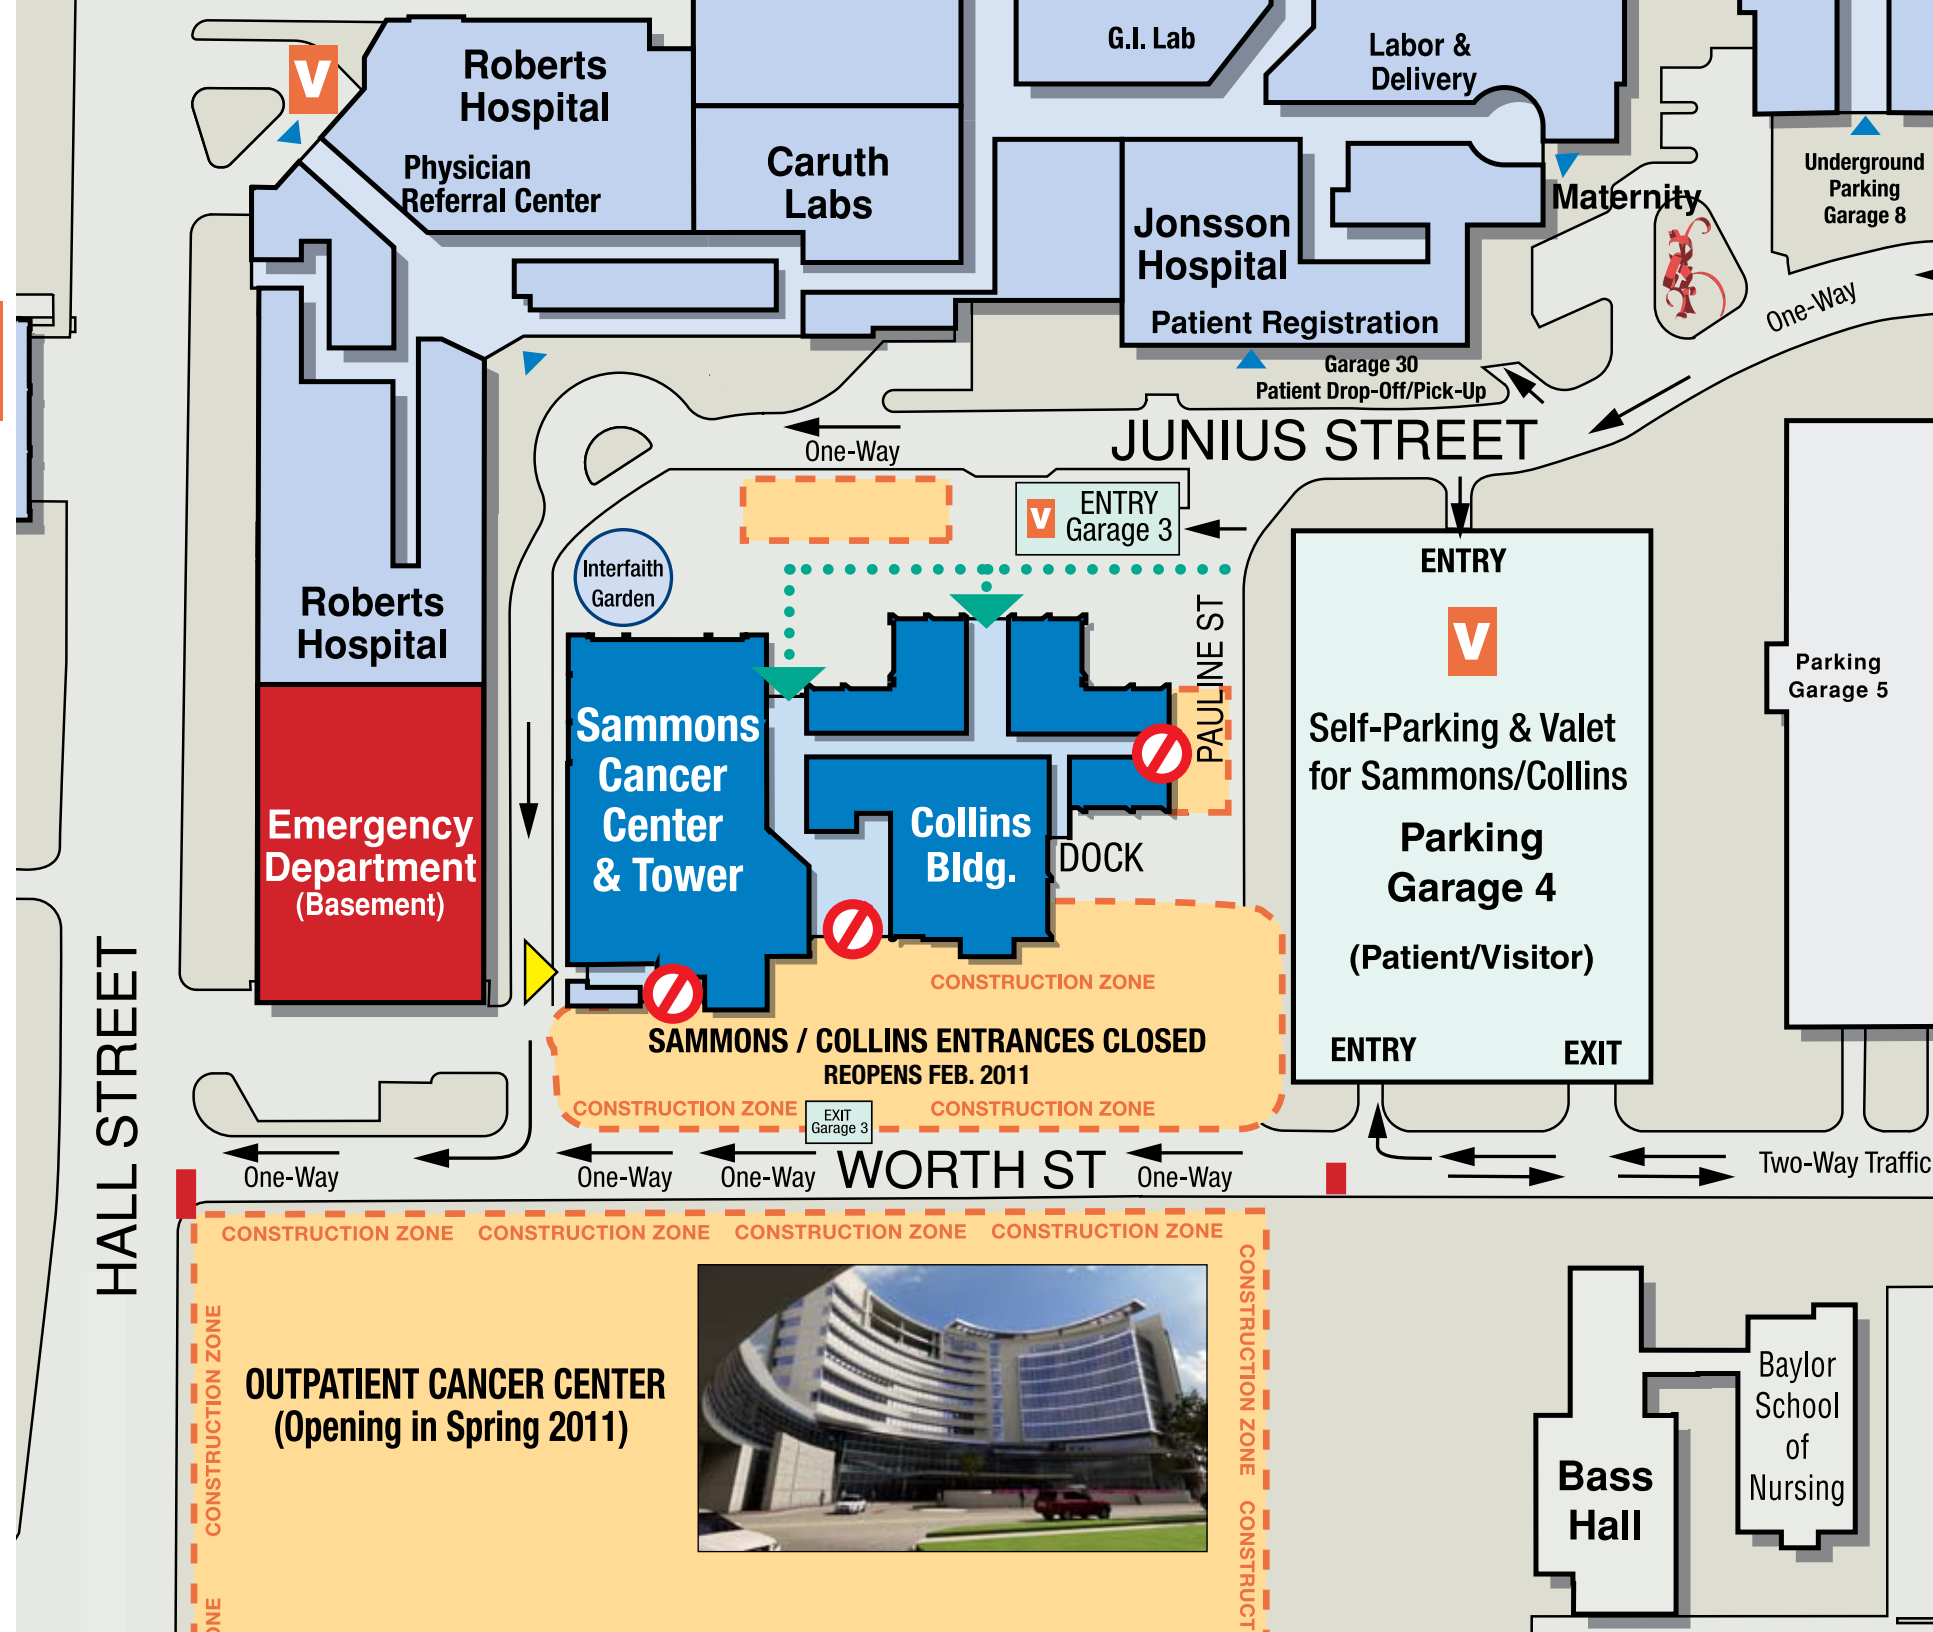 G.I. Lab
Labor &
Delivery
Roberts
Hospital
V
Physician
Referral Center
Caruth
Labs
Jonsson
Hospital
Patient Registration
Maternity
Underground
Parking
Garage 8
One-Way
Garage 30
Patient Drop-Off/Pick-Up
JUNIUS STREET
One-Way
V
ENTRY
Garage 3
Interfaith
Garden
Roberts
Hospital
Emergency
Department
(Basement)
Sammons
Cancer
Center
& Tower
Collins
Bldg.
DOCK
PAULINE ST
ENTRY
V
Self-Parking & Valet
for Sammons/Collins
Parking
Garage 4
(Patient/Visitor)
ENTRY
EXIT
Parking
Garage 5
CONSTRUCTION ZONE
SAMMONS / COLLINS ENTRANCES CLOSED
REOPENS FEB. 2011
CONSTRUCTION ZONE
EXIT
Garage 3
CONSTRUCTION ZONE
HALL STREET
One-Way
One-Way
One-Way
WORTH ST
One-Way
Two-Way Traffic
CONSTRUCTION ZONE
CONSTRUCTION ZONE
CONSTRUCTION ZONE
CONSTRUCTION ZONE
CONSTRUCTION ZONE
CONSTRUCTION ZONE
OUTPATIENT CANCER CENTER
(Opening in Spring 2011)
Bass
Hall
Baylor
School
of
Nursing
ONE
CONSTRUCT